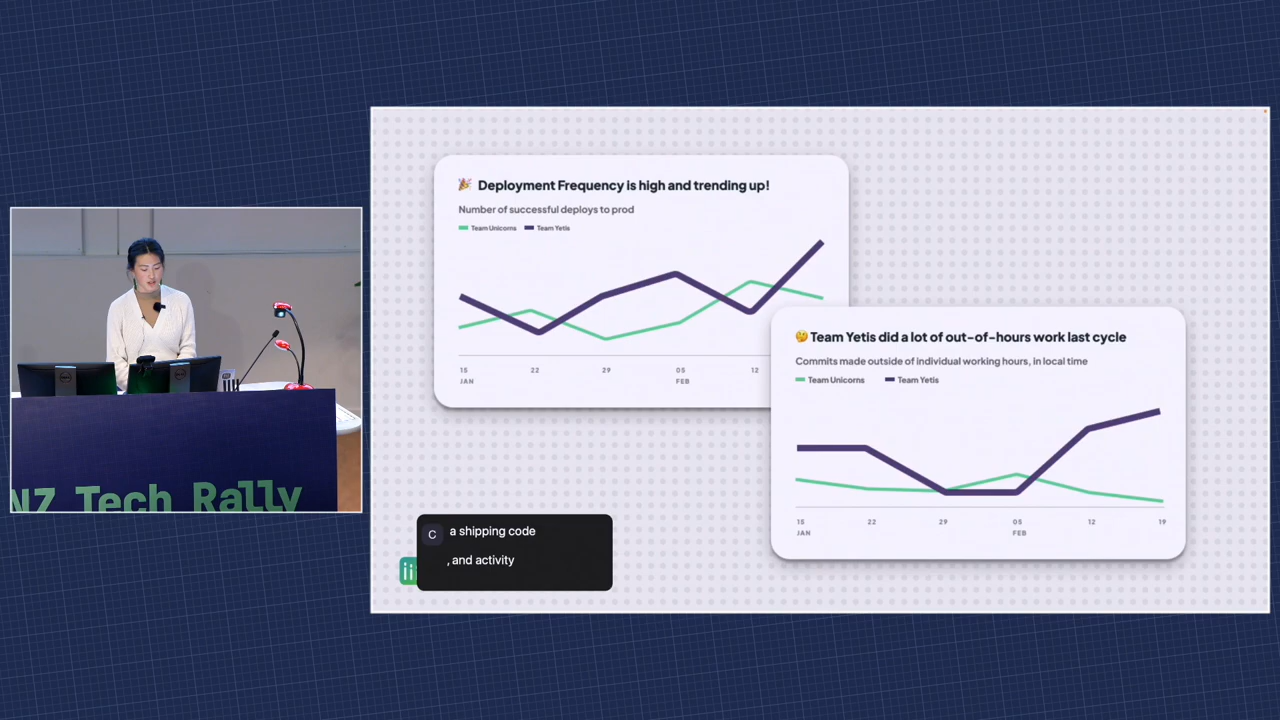 🎉 Deployment Frequency is high and trending up!
Number of successful deploys to prod
Team Unicorns Team Yetis
15 22 29 05 12
JAN FEB
🤔 Team Yetis did a lot of out-of-hours work last cycle
Commits made outside of individual working hours, in local time
Team Unicorns Team Yetis
15 22 29 05 12 19
JAN FEB
C a shipping code
, and activity
NZ Tech Rally